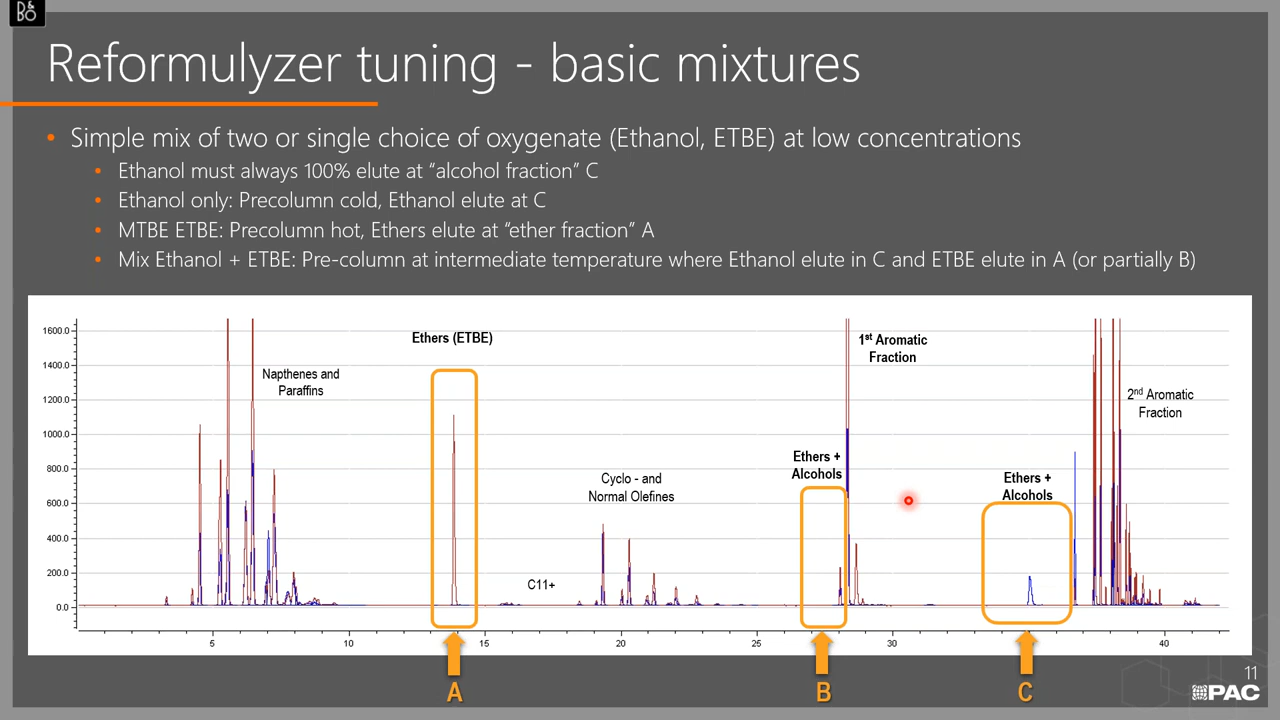 B&O
Reformulyzer tuning - basic mixtures
• Simple mix of two or single choice of oxygenate (Ethanol, ETBE) at low concentrations
• Ethanol must always 100% elute at “alcohol fraction” C
• Ethanol only: Precolumn cold, Ethanol elute at C
• MTBE ETBE: Precolumn hot, Ethers elute at “ether fraction” A
• Mix Ethanol + ETBE: Pre-column at intermediate temperature where Ethanol elute in C and ETBE elute in A (or partially B)
1600.0
1400.0
1200.0
1000.0
800.0
600.0
400.0
200.0
0.0
Napthenes and
Paraffins
Ethers (ETBE)
C11+
Cyclo - and
Normal Olefines
Ethers +
Alcohols
1st Aromatic
Fraction
Ethers +
Alcohols
2nd Aromatic
Fraction
5 10 15 20 25 30 40
A B C
11
PAC